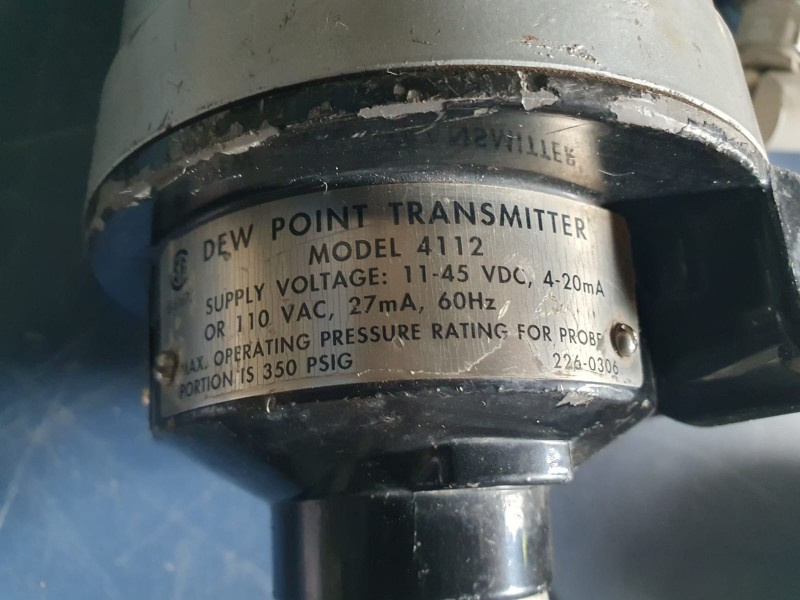 DEW POINT TRANSMITTER
MODEL 4112
SUPPLY VOLTAGE: 11-45 VDC, 4-20mA
OR 110 VAC, 27mA, 60Hz
MAX. OPERATING PRESSURE RATING FOR PROBE
PORTION IS 350 PSIG
226-0306